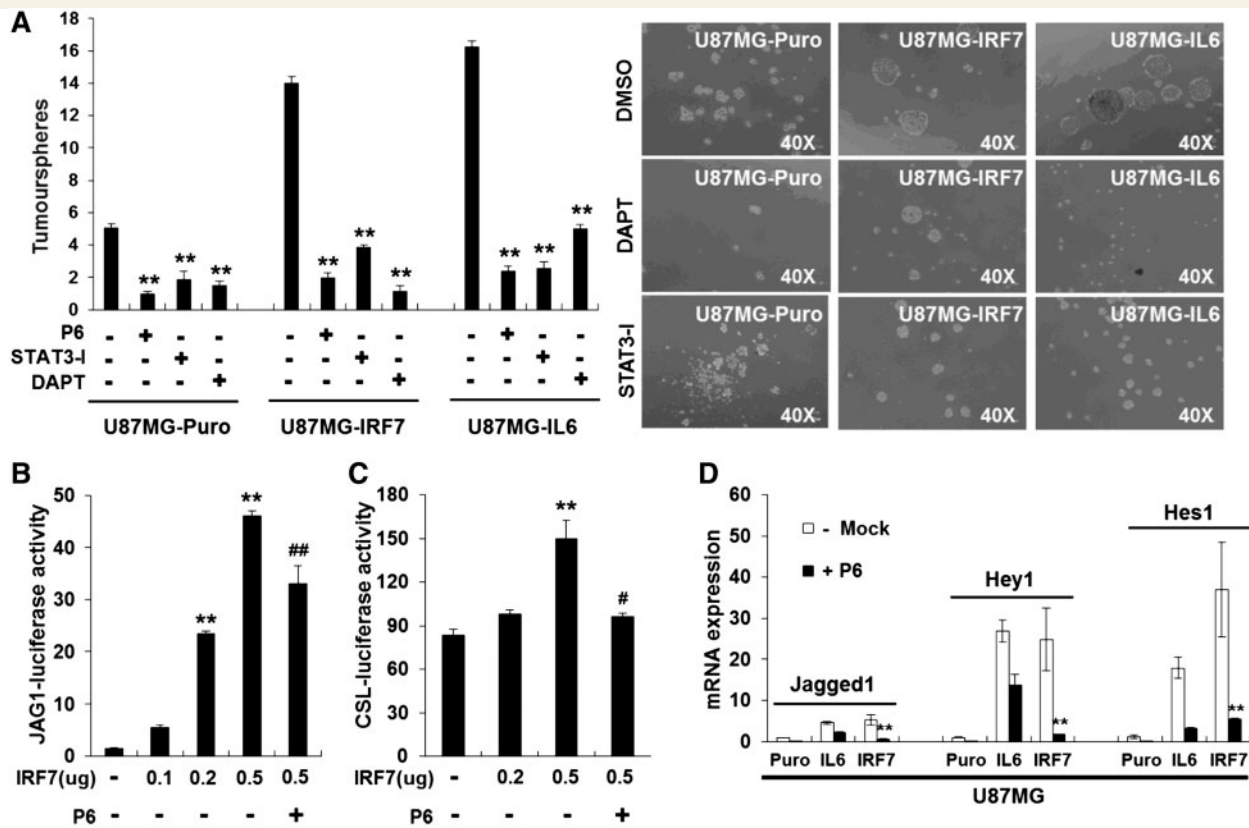 A
Tumourspheres
18
16
14
12
10
8
6
4
2
0
** ** **
** ** **
** ** **
P6 - + - - - + - - - + - -
STAT3-I - - + - - - + - - - + -
DAPT - - - + - - - + - - - +
U87MG-Puro U87MG-IRF7 U87MG-IL6
DMSO
U87MG-Puro U87MG-IRF7 U87MG-IL6
40X 40X 40X
DAPT
U87MG-Puro U87MG-IRF7 U87MG-IL6
40X 40X 40X
STAT3-I
U87MG-Puro U87MG-IRF7 U87MG-IL6
40X 40X 40X
B
JAG1-luciferase activity
50
40
30
20
10
0
** ** ##
IRF7(ug) - 0.1 0.2 0.5 0.5
P6 - - - - +
C
CSL-luciferase activity
180
150
120
90
60
30
0
** #
- 0.2 0.5 0.5
- - - +
D
mRNA expression
60
50
40
30
20
10
0
- Mock
+ P6
Jagged1
Hey1
Hes1
** ** **
Puro IL6 IRF7 Puro IL6 IRF7 Puro IL6 IRF7
U87MG